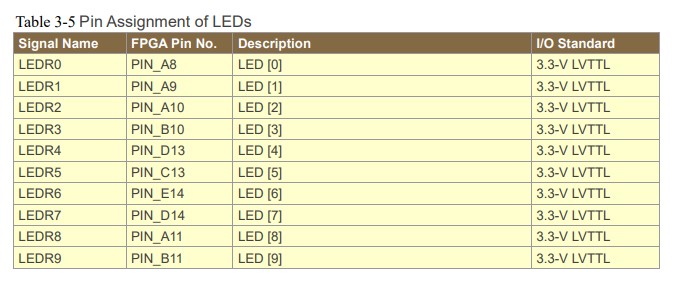 Table 3-5 Pin Assignment of LEDs
Signal Name FPGA Pin No. Description I/O Standard
LEDR0 PIN_A8 LED [0] 3.3-V LVTTL
LEDR1 PIN_A9 LED [1] 3.3-V LVTTL
LEDR2 PIN_A10 LED [2] 3.3-V LVTTL
LEDR3 PIN_B10 LED [3] 3.3-V LVTTL
LEDR4 PIN_D13 LED [4] 3.3-V LVTTL
LEDR5 PIN_C13 LED [5] 3.3-V LVTTL
LEDR6 PIN_E14 LED [6] 3.3-V LVTTL
LEDR7 PIN_D14 LED [7] 3.3-V LVTTL
LEDR8 PIN_A11 LED [8] 3.3-V LVTTL
LEDR9 PIN_B11 LED [9] 3.3-V LVTTL